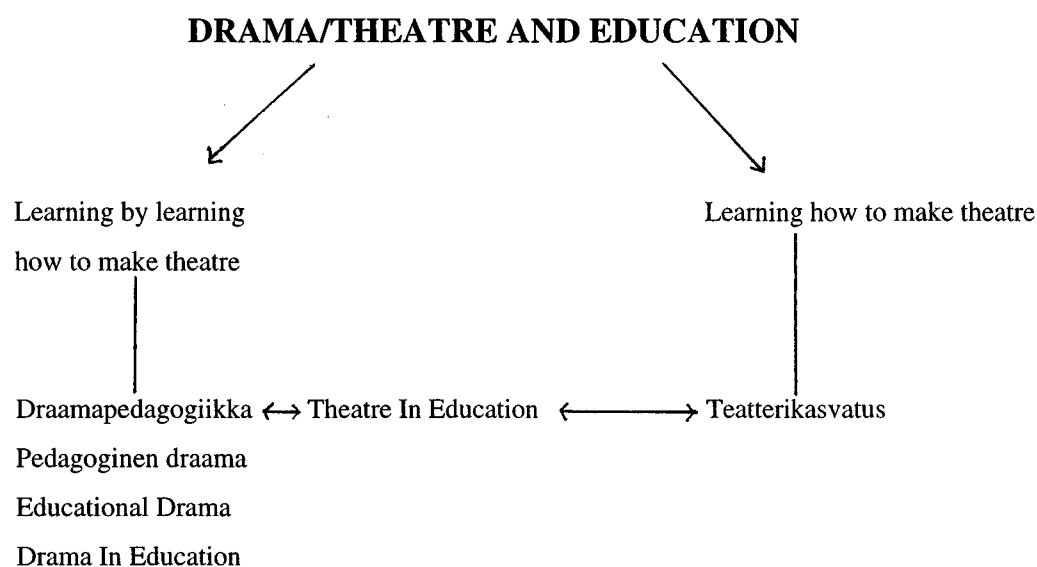 DRAMA/THEATRE AND EDUCATION
Learning by learning
how to make theatre
Learning how to make theatre
Draamapedagogiikka
Theatre In Education
Teatterikasvatus
Pedagoginen draama
Educational Drama
Drama In Education